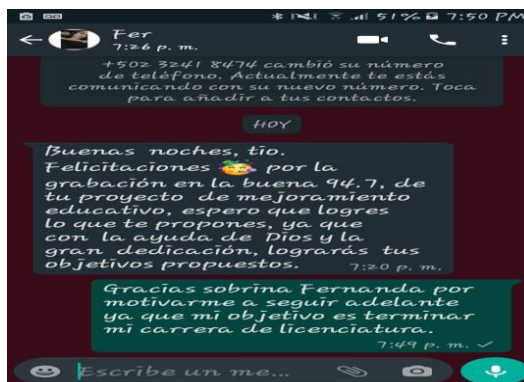 51% 7:50 PM
Fer
7:26 p. m.
+502 3241 8474 cambió su número
de teléfono. Actualmente te estás
comunicando con su nuevo número. Toca
para añadir a tus contactos.
HOY
Buenas noches, tío.
Felicitaciones 🥳 por la
grabación en la buena 94.7, de
tu proyecto de mejoramiento
educativo, espero que logres
lo que te propones, ya que
con la ayuda de Dios y la
gran dedicación, lograrás tus
objetivos propuestos. 7:20 p. m.
Gracias sobrina Fernanda por
motivarme a seguir adelante
ya que mi objetivo es terminar
mi carrera de licenciatura.
7:49 p. m.
Escribe un me...